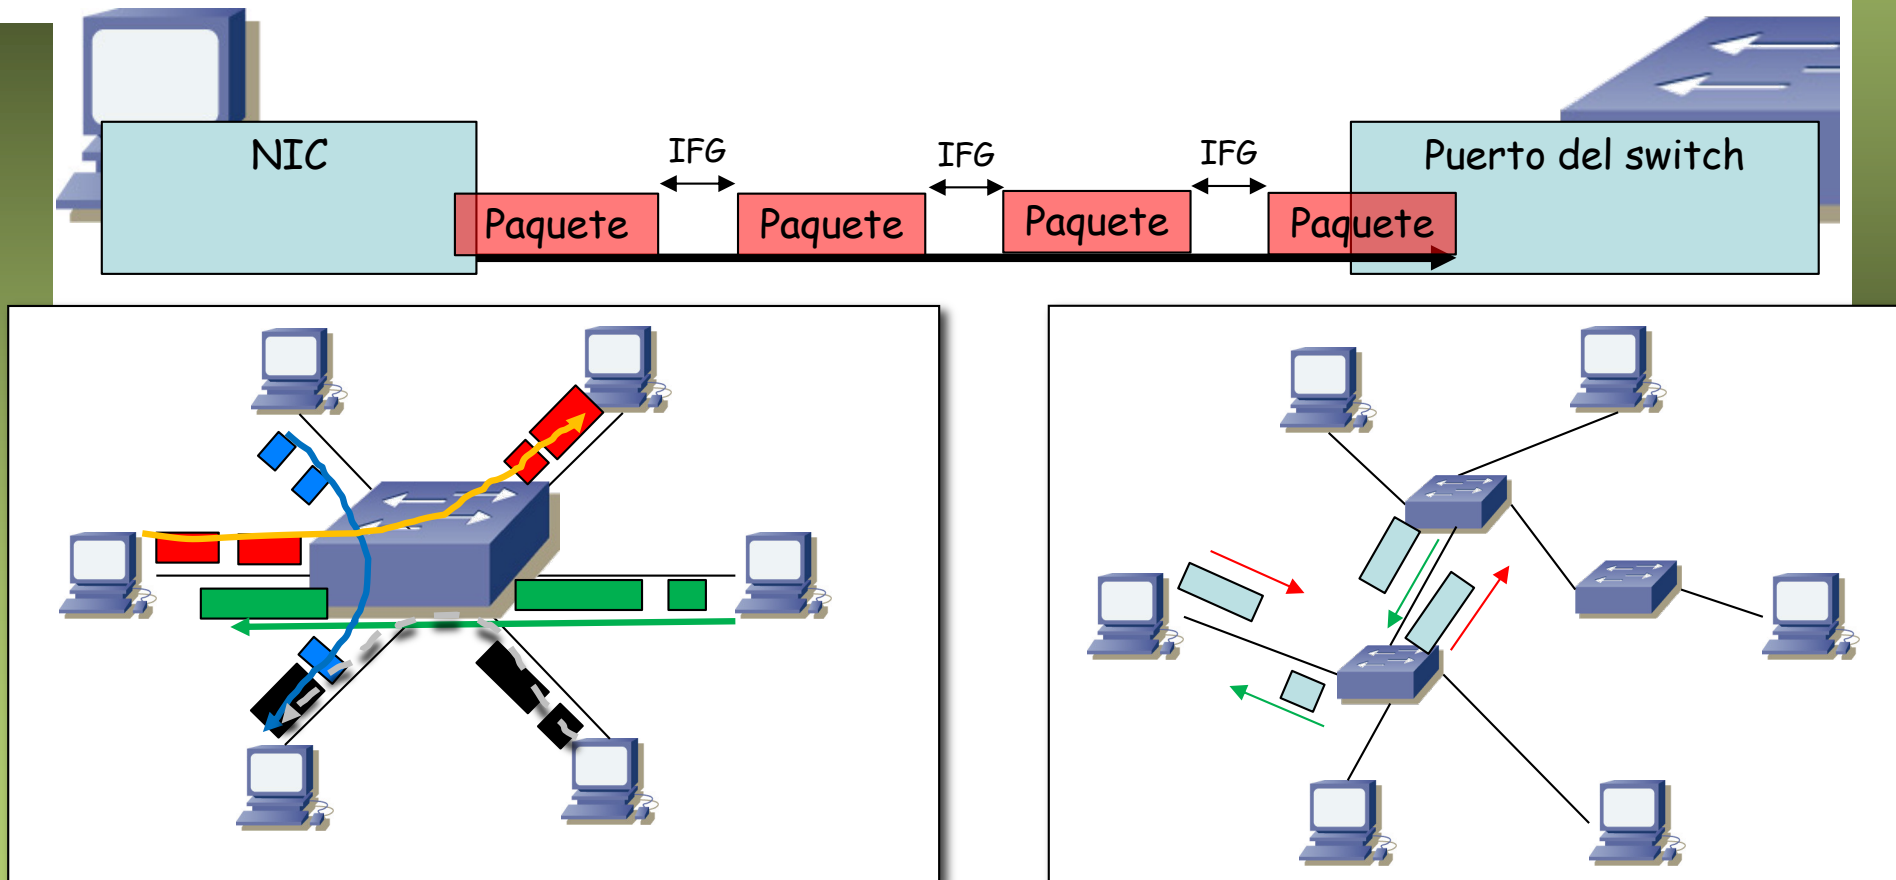 NIC
IFG
IFG
IFG
Puerto del switch
Paquete
Paquete
Paquete
Paquete